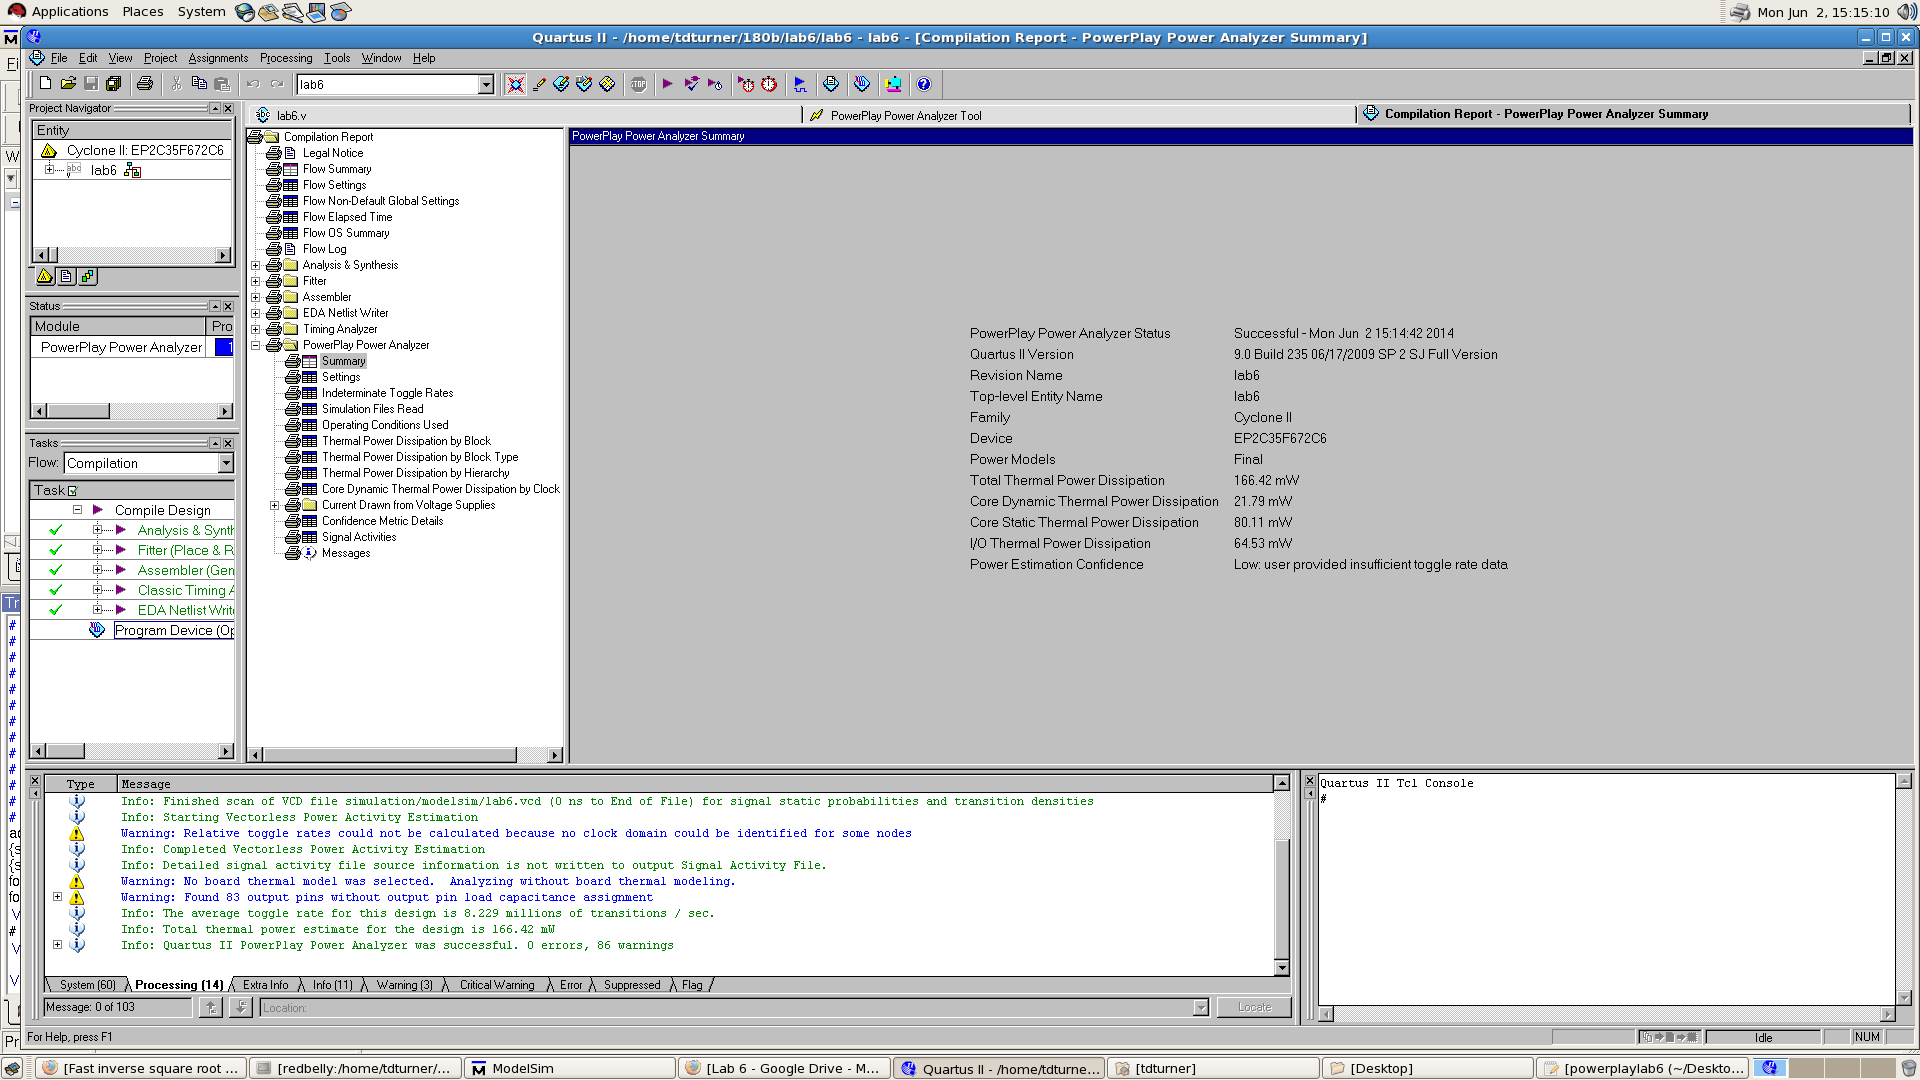 Applications Places System Mon Jun 2, 15:15:10
Quartus II - /home/tdturner/180b/lab6/lab6 - lab6 - [Compilation Report - PowerPlay Power Analyzer Summary]
File Edit View Project Assignments Processing Tools Window Help
lab6
Project Navigator
Entity
Cyclone II: EP2C35F672C6
lab6
Status
Module Pro
PowerPlay Power Analyzer 1
Tasks
Flow: Compilation
Task
Compile Design
Analysis & Synth
Fitter (Place & R
Assembler (Gen
Classic Timing A
EDA Netlist Write
Program Device (Op
lab6.v
PowerPlay Power Analyzer Tool
Compilation Report - PowerPlay Power Analyzer Summary
Compilation Report
Legal Notice
Flow Summary
Flow Settings
Flow Non-Default Global Settings
Flow Elapsed Time
Flow OS Summary
Flow Log
Analysis & Synthesis
Fitter
Assembler
EDA Netlist Writer
Timing Analyzer
PowerPlay Power Analyzer
Summary
Settings
Indeterminate Toggle Rates
Simulation Files Read
Operating Conditions Used
Thermal Power Dissipation by Block
Thermal Power Dissipation by Block Type
Thermal Power Dissipation by Hierarchy
Core Dynamic Thermal Power Dissipation by Clock
Current Drawn from Voltage Supplies
Confidence Metric Details
Signal Activities
Messages
PowerPlay Power Analyzer Summary
PowerPlay Power Analyzer Status Successful - Mon Jun 2 15:14:42 2014
Quartus II Version 9.0 Build 235 06/17/2009 SP 2 SJ Full Version
Revision Name lab6
Top-level Entity Name lab6
Family Cyclone II
Device EP2C35F672C6
Power Models Final
Total Thermal Power Dissipation 166.42 mW
Core Dynamic Thermal Power Dissipation 21.79 mW
Core Static Thermal Power Dissipation 80.11 mW
I/O Thermal Power Dissipation 64.53 mW
Power Estimation Confidence Low: user provided insufficient toggle rate data
Type Message
Info: Finished scan of VCD file simulation/modelsim/lab6.vcd (0 ns to End of File) for signal static probabilities and transition densities
Info: Starting Vectorless Power Activity Estimation
Warning: Relative toggle rates could not be calculated because no clock domain could be identified for some nodes
Info: Completed Vectorless Power Activity Estimation
Info: Detailed signal activity file source information is not written to output Signal Activity File.
Warning: No board thermal model was selected. Analyzing without board thermal modeling.
Warning: Found 83 output pins without output pin load capacitance assignment
Info: The average toggle rate for this design is 8.229 millions of transitions / sec.
Info: Total thermal power estimate for the design is 166.42 mW
Info: Quartus II PowerPlay Power Analyzer was successful. 0 errors, 86 warnings
System (60) Processing (14) Extra Info Info (11) Warning (3) Critical Warning Error Suppressed Flag
Message: 0 of 103 Location: Locate
Quartus II Tcl Console
#
For Help, press F1 Idle NUM
[Fast inverse square root ... [redbelly:/home/tdturner/... ModelSim [Lab 6 - Google Drive - M... Quartus II - /home/tdturne... [tdturner] [Desktop] [powerplaylab6 (~/Deskto...